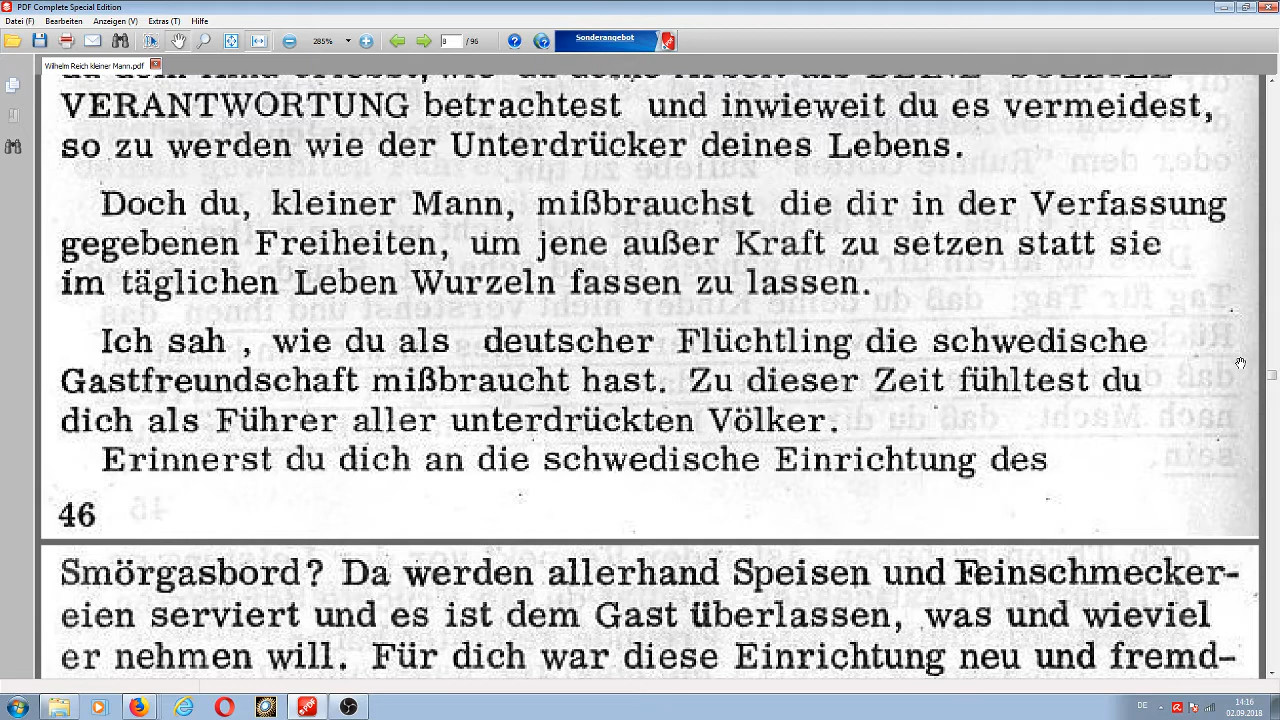 PDF Complete Special Edition
Datei (F) Bearbeiten Anzeigen (V) Extras (T) Hilfe
285% 8 / 96 Sonderangebot
Wilhelm Reich kleiner Mann.pdf
VERANTWORTUNG betrachtest und inwieweit du es vermeidest,
so zu werden wie der Unterdrücker deines Lebens.
Doch du, kleiner Mann, mißbrauchst die dir in der Verfassung
gegebenen Freiheiten, um jene außer Kraft zu setzen statt sie
im täglichen Leben Wurzeln fassen zu lassen.
Ich sah , wie du als deutscher Flüchtling die schwedische
Gastfreundschaft mißbraucht hast. Zu dieser Zeit fühltest du
dich als Führer aller unterdrückten Völker.
Erinnerst du dich an die schwedische Einrichtung des
46
Smörgasbord? Da werden allerhand Speisen und Feinschmecker-
eien serviert und es ist dem Gast überlassen, was und wieviel
er nehmen will. Für dich war diese Einrichtung neu und fremd-
DE 14:16
02.09.2018